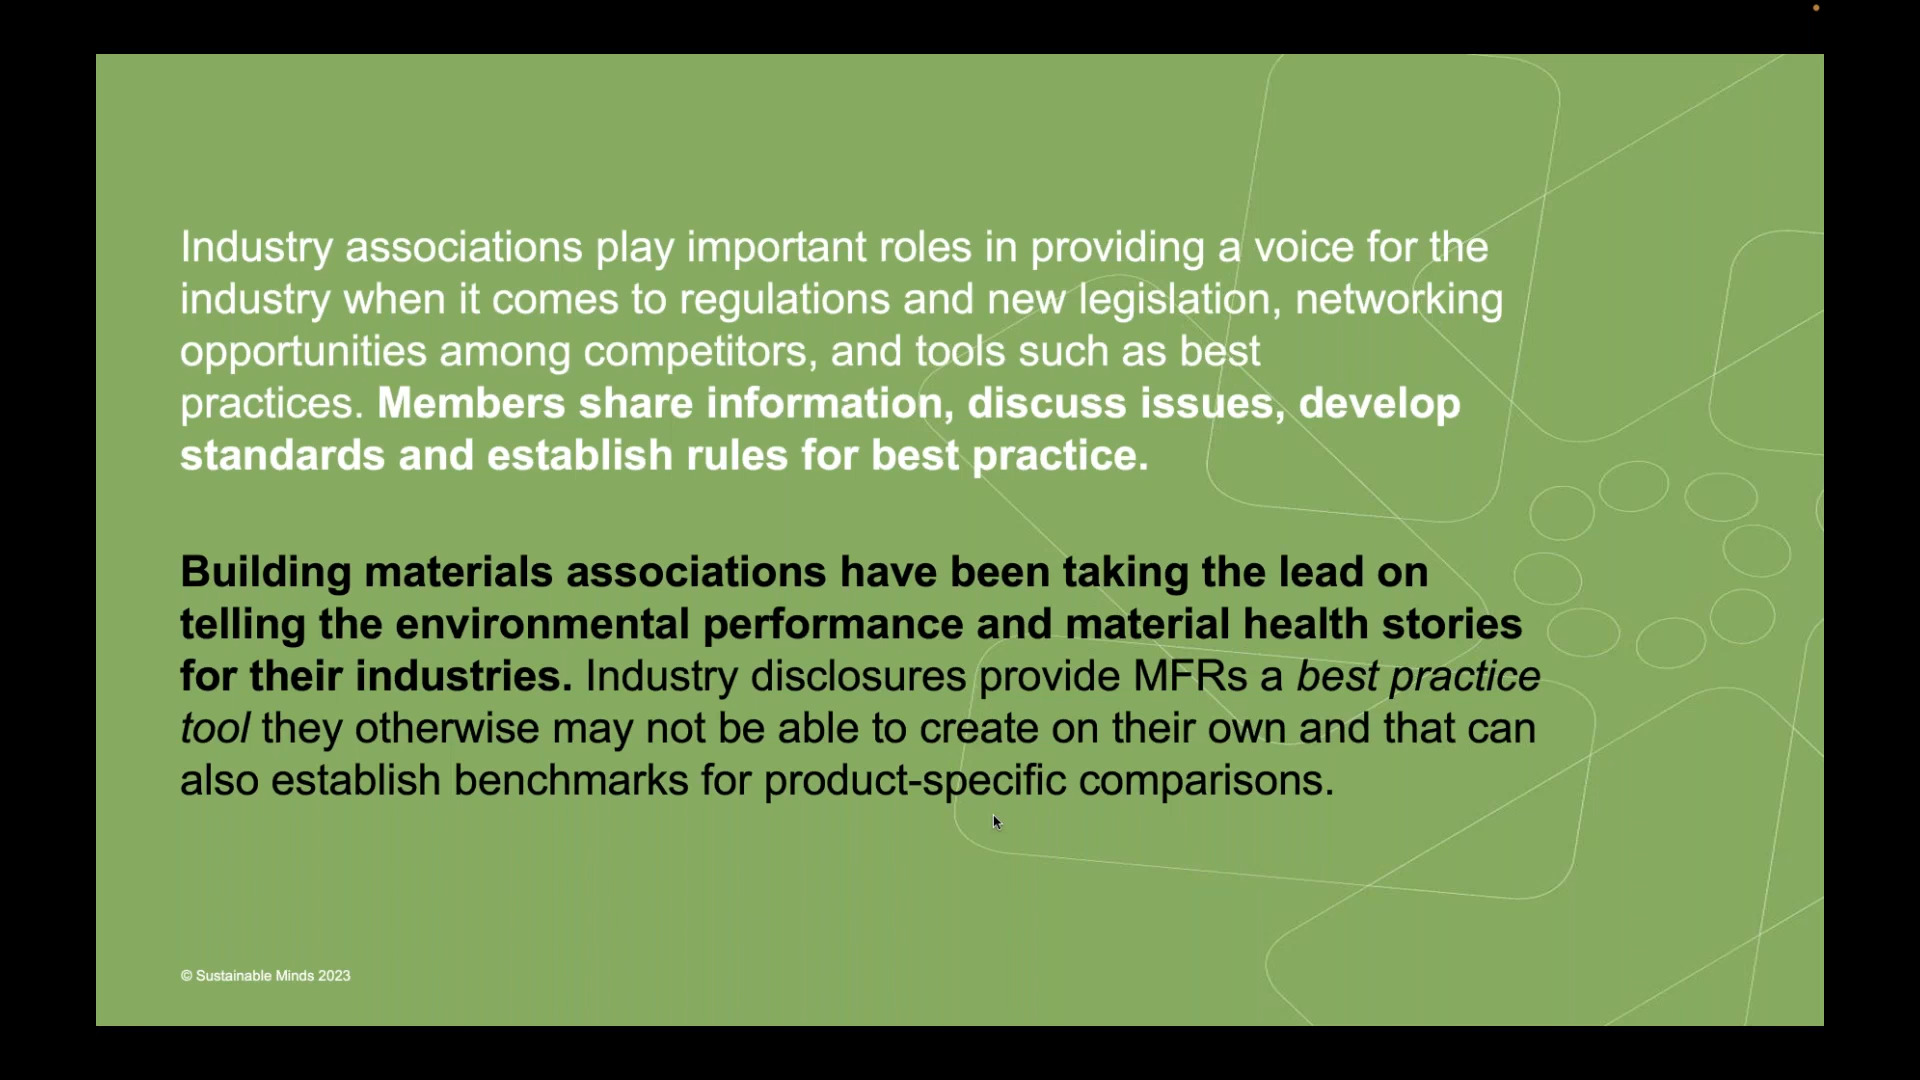 Industry associations play important roles in providing a voice for the
industry when it comes to regulations and new legislation, networking
opportunities among competitors, and tools such as best
practices. Members share information, discuss issues, develop
standards and establish rules for best practice.
Building materials associations have been taking the lead on
telling the environmental performance and material health stories
for their industries. Industry disclosures provide MFRs a best practice
tool they otherwise may not be able to create on their own and that can
also establish benchmarks for product-specific comparisons.
© Sustainable Minds 2023